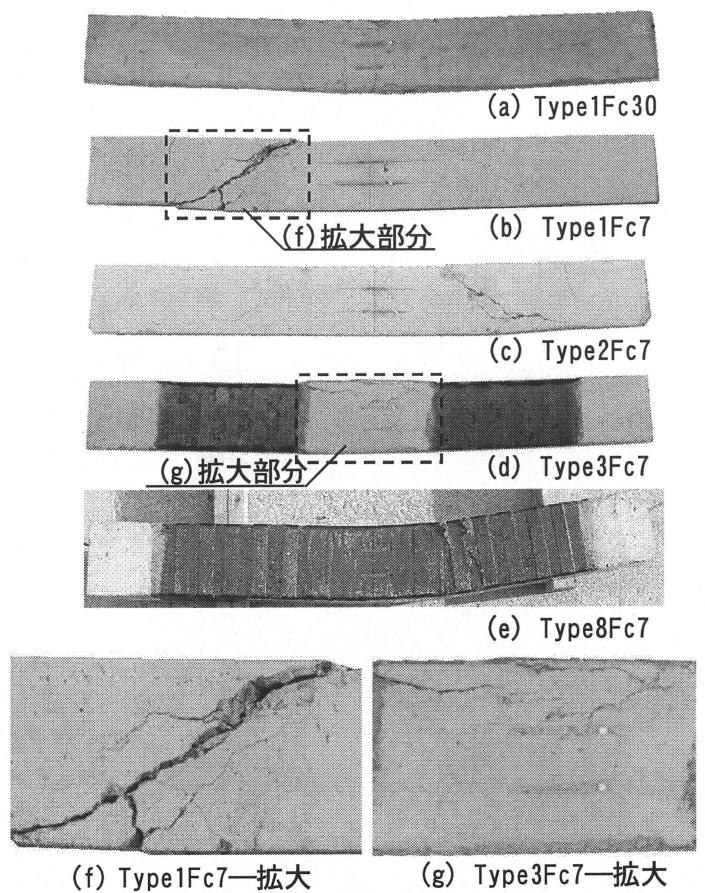 (a) Type1Fc30
(b) Type1Fc7
(f)拡大部分
(c) Type2Fc7
(d) Type3Fc7
(g)拡大部分
(e) Type8Fc7
(f) Type1Fc7―拡大
(g) Type3Fc7―拡大